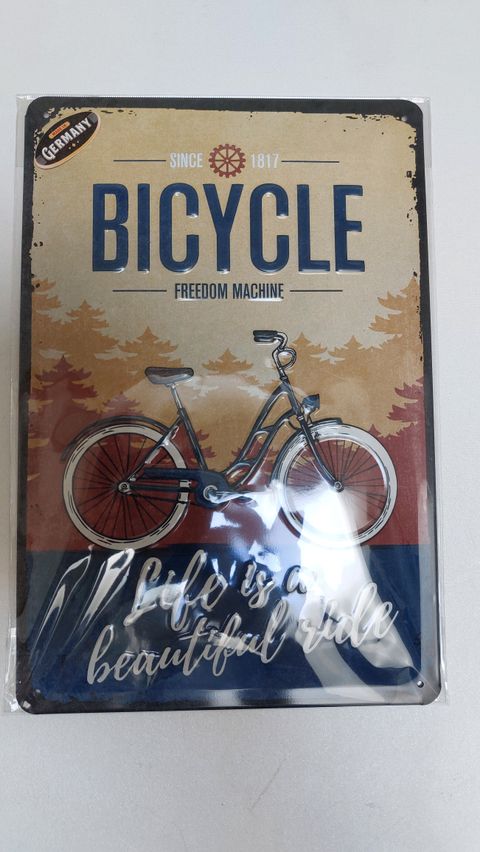 GERMANY
SINCE 1817
BICYCLE
FREEDOM MACHINE
Life is a
beautiful ride